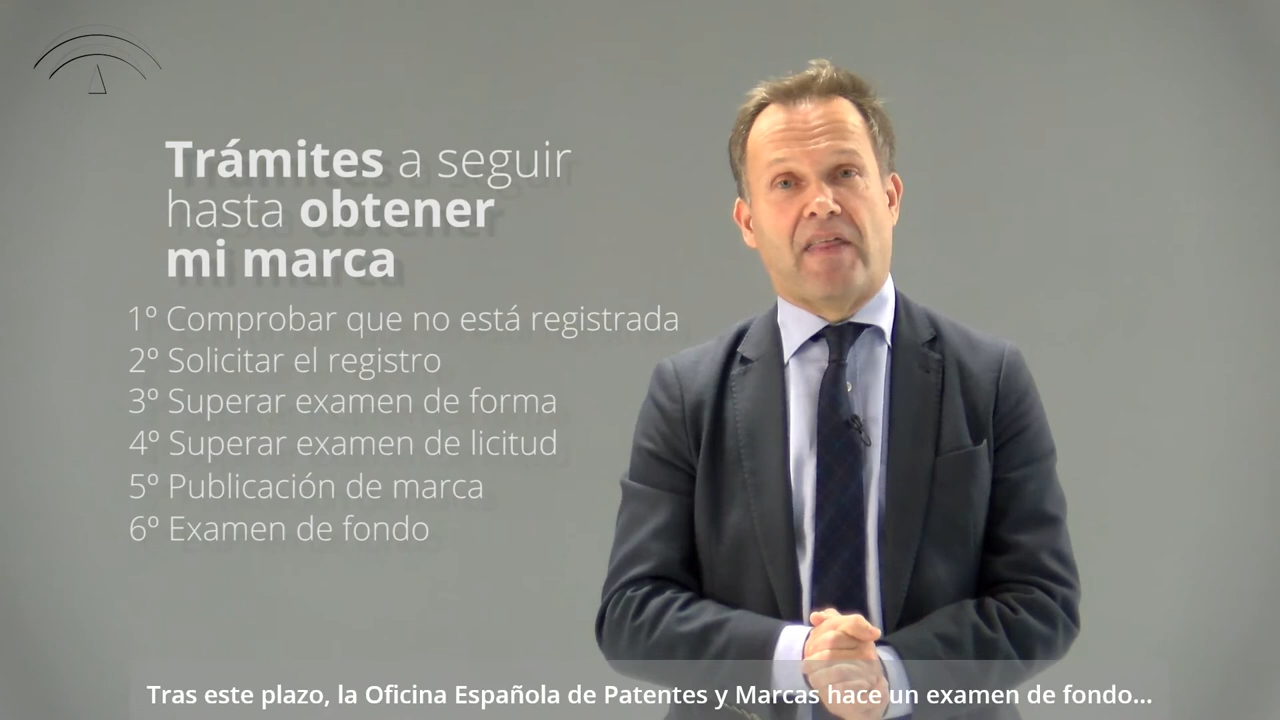 Trámites a seguir
hasta obtener
mi marca
1º Comprobar que no está registrada
2º Solicitar el registro
3º Superar examen de forma
4º Superar examen de licitud
5º Publicación de marca
6º Examen de fondo
Tras este plazo, la Oficina Española de Patentes y Marcas hace un examen de fondo...